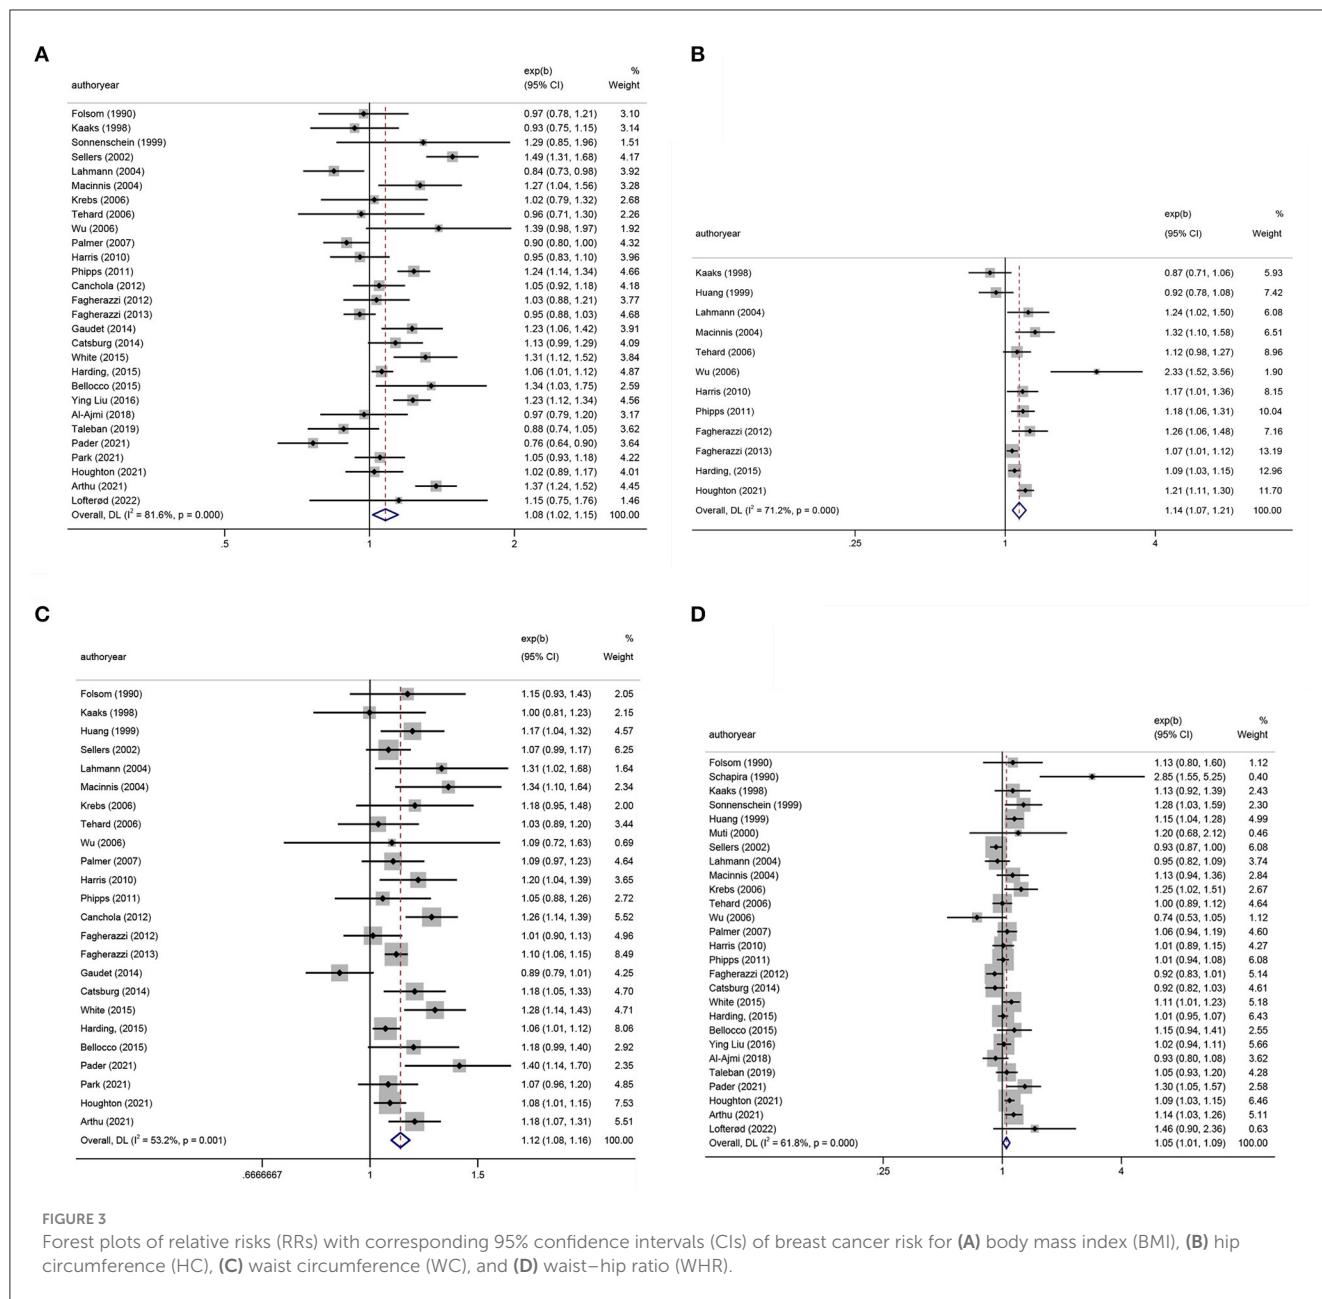 A
exp(b) %
authoryear (95% CI) Weight
Folsom (1990) 0.97 (0.78, 1.21) 3.10
Kaaks (1998) 0.93 (0.75, 1.15) 3.14
Sonnenschein (1999) 1.29 (0.85, 1.96) 1.51
Sellers (2002) 1.49 (1.31, 1.68) 4.17
Lahmann (2004) 0.84 (0.73, 0.98) 3.92
Macinnis (2004) 1.27 (1.04, 1.56) 3.28
Krebs (2006) 1.02 (0.79, 1.32) 2.68
Tehard (2006) 0.96 (0.71, 1.30) 2.26
Wu (2006) 1.39 (0.98, 1.97) 1.92
Palmer (2007) 0.90 (0.80, 1.00) 4.32
Harris (2010) 0.95 (0.83, 1.10) 3.96
Phipps (2011) 1.24 (1.14, 1.34) 4.66
Canchola (2012) 1.05 (0.92, 1.18) 4.18
Fagherazzi (2012) 1.03 (0.88, 1.21) 3.77
Fagherazzi (2013) 0.95 (0.88, 1.03) 4.68
Gaudet (2014) 1.23 (1.06, 1.42) 3.91
Catsburg (2014) 1.13 (0.99, 1.29) 4.09
White (2015) 1.31 (1.12, 1.52) 3.84
Harding, (2015) 1.06 (1.01, 1.12) 4.87
Bellocco (2015) 1.34 (1.03, 1.75) 2.59
Ying Liu (2016) 1.23 (1.12, 1.34) 4.56
Al-Ajmi (2018) 0.97 (0.79, 1.20) 3.17
Taleban (2019) 0.88 (0.74, 1.05) 3.62
Pader (2021) 0.76 (0.64, 0.90) 3.64
Park (2021) 1.05 (0.93, 1.18) 4.22
Houghton (2021) 1.02 (0.89, 1.17) 4.01
Arthu (2021) 1.37 (1.24, 1.52) 4.45
Lofterød (2022) 1.15 (0.75, 1.76) 1.46
Overall, DL (I² = 81.6%, p = 0.000) 1.08 (1.02, 1.15) 100.00
.5 1 2
B
exp(b) %
authoryear (95% CI) Weight
Kaaks (1998) 0.87 (0.71, 1.06) 5.93
Huang (1999) 0.92 (0.78, 1.08) 7.42
Lahmann (2004) 1.24 (1.02, 1.50) 6.08
Macinnis (2004) 1.32 (1.10, 1.58) 6.51
Tehard (2006) 1.12 (0.98, 1.27) 8.96
Wu (2006) 2.33 (1.52, 3.56) 1.90
Harris (2010) 1.17 (1.01, 1.36) 8.15
Phipps (2011) 1.18 (1.06, 1.31) 10.04
Fagherazzi (2012) 1.26 (1.06, 1.48) 7.16
Fagherazzi (2013) 1.07 (1.01, 1.12) 13.19
Harding, (2015) 1.09 (1.03, 1.15) 12.96
Houghton (2021) 1.21 (1.11, 1.30) 11.70
Overall, DL (I² = 71.2%, p = 0.000) 1.14 (1.07, 1.21) 100.00
.25 1 4
C
exp(b) %
authoryear (95% CI) Weight
Folsom (1990) 1.15 (0.93, 1.43) 2.05
Kaaks (1998) 1.00 (0.81, 1.23) 2.15
Huang (1999) 1.17 (1.04, 1.32) 4.57
Sellers (2002) 1.07 (0.99, 1.17) 6.25
Lahmann (2004) 1.31 (1.02, 1.68) 1.64
Macinnis (2004) 1.34 (1.10, 1.64) 2.34
Krebs (2006) 1.18 (0.95, 1.48) 2.00
Tehard (2006) 1.03 (0.89, 1.20) 3.44
Wu (2006) 1.09 (0.72, 1.63) 0.69
Palmer (2007) 1.09 (0.97, 1.23) 4.64
Harris (2010) 1.20 (1.04, 1.39) 3.65
Phipps (2011) 1.05 (0.88, 1.26) 2.72
Canchola (2012) 1.26 (1.14, 1.39) 5.52
Fagherazzi (2012) 1.01 (0.90, 1.13) 4.96
Fagherazzi (2013) 1.10 (1.06, 1.15) 8.49
Gaudet (2014) 0.89 (0.79, 1.01) 4.25
Catsburg (2014) 1.18 (1.05, 1.33) 4.70
White (2015) 1.28 (1.14, 1.43) 4.71
Harding, (2015) 1.06 (1.01, 1.12) 8.06
Bellocco (2015) 1.18 (0.99, 1.40) 2.92
Pader (2021) 1.40 (1.14, 1.70) 2.35
Park (2021) 1.07 (0.96, 1.20) 4.85
Houghton (2021) 1.08 (1.01, 1.15) 7.53
Arthu (2021) 1.18 (1.07, 1.31) 5.51
Overall, DL (I² = 53.2%, p = 0.001) 1.12 (1.08, 1.16) 100.00
.6666667 1 1.5
D
exp(b) %
authoryear (95% CI) Weight
Folsom (1990) 1.13 (0.80, 1.60) 1.12
Schapira (1990) 2.85 (1.55, 5.25) 0.40
Kaaks (1998) 1.13 (0.92, 1.39) 2.43
Sonnenschein (1999) 1.28 (1.03, 1.59) 2.30
Huang (1999) 1.15 (1.04, 1.28) 4.99
Muti (2000) 1.20 (0.68, 2.12) 0.46
Sellers (2002) 0.93 (0.87, 1.00) 6.08
Lahmann (2004) 0.95 (0.82, 1.09) 3.74
Macinnis (2004) 1.13 (0.94, 1.36) 2.84
Krebs (2006) 1.25 (1.02, 1.51) 2.67
Tehard (2006) 1.00 (0.89, 1.12) 4.64
Wu (2006) 0.74 (0.53, 1.05) 1.12
Palmer (2007) 1.06 (0.94, 1.19) 4.60
Harris (2010) 1.01 (0.89, 1.15) 4.27
Phipps (2011) 1.01 (0.94, 1.08) 6.08
Fagherazzi (2012) 0.92 (0.83, 1.01) 5.14
Catsburg (2014) 0.92 (0.82, 1.03) 4.61
White (2015) 1.11 (1.01, 1.23) 5.18
Harding, (2015) 1.01 (0.95, 1.07) 6.43
Bellocco (2015) 1.15 (0.94, 1.41) 2.55
Ying Liu (2016) 1.02 (0.94, 1.11) 5.66
Al-Ajmi (2018) 0.93 (0.80, 1.08) 3.62
Taleban (2019) 1.05 (0.93, 1.20) 4.28
Pader (2021) 1.30 (1.05, 1.57) 2.58
Houghton (2021) 1.09 (1.03, 1.15) 6.46
Arthu (2021) 1.14 (1.03, 1.26) 5.11
Lofterød (2022) 1.46 (0.90, 2.36) 0.63
Overall, DL (I² = 61.8%, p = 0.000) 1.05 (1.01, 1.09) 100.00
.25 1 4
FIGURE 3
Forest plots of relative risks (RRs) with corresponding 95% confidence intervals (CIs) of breast cancer risk for (A) body mass index (BMI), (B) hip
circumference (HC), (C) waist circumference (WC), and (D) waist–hip ratio (WHR).